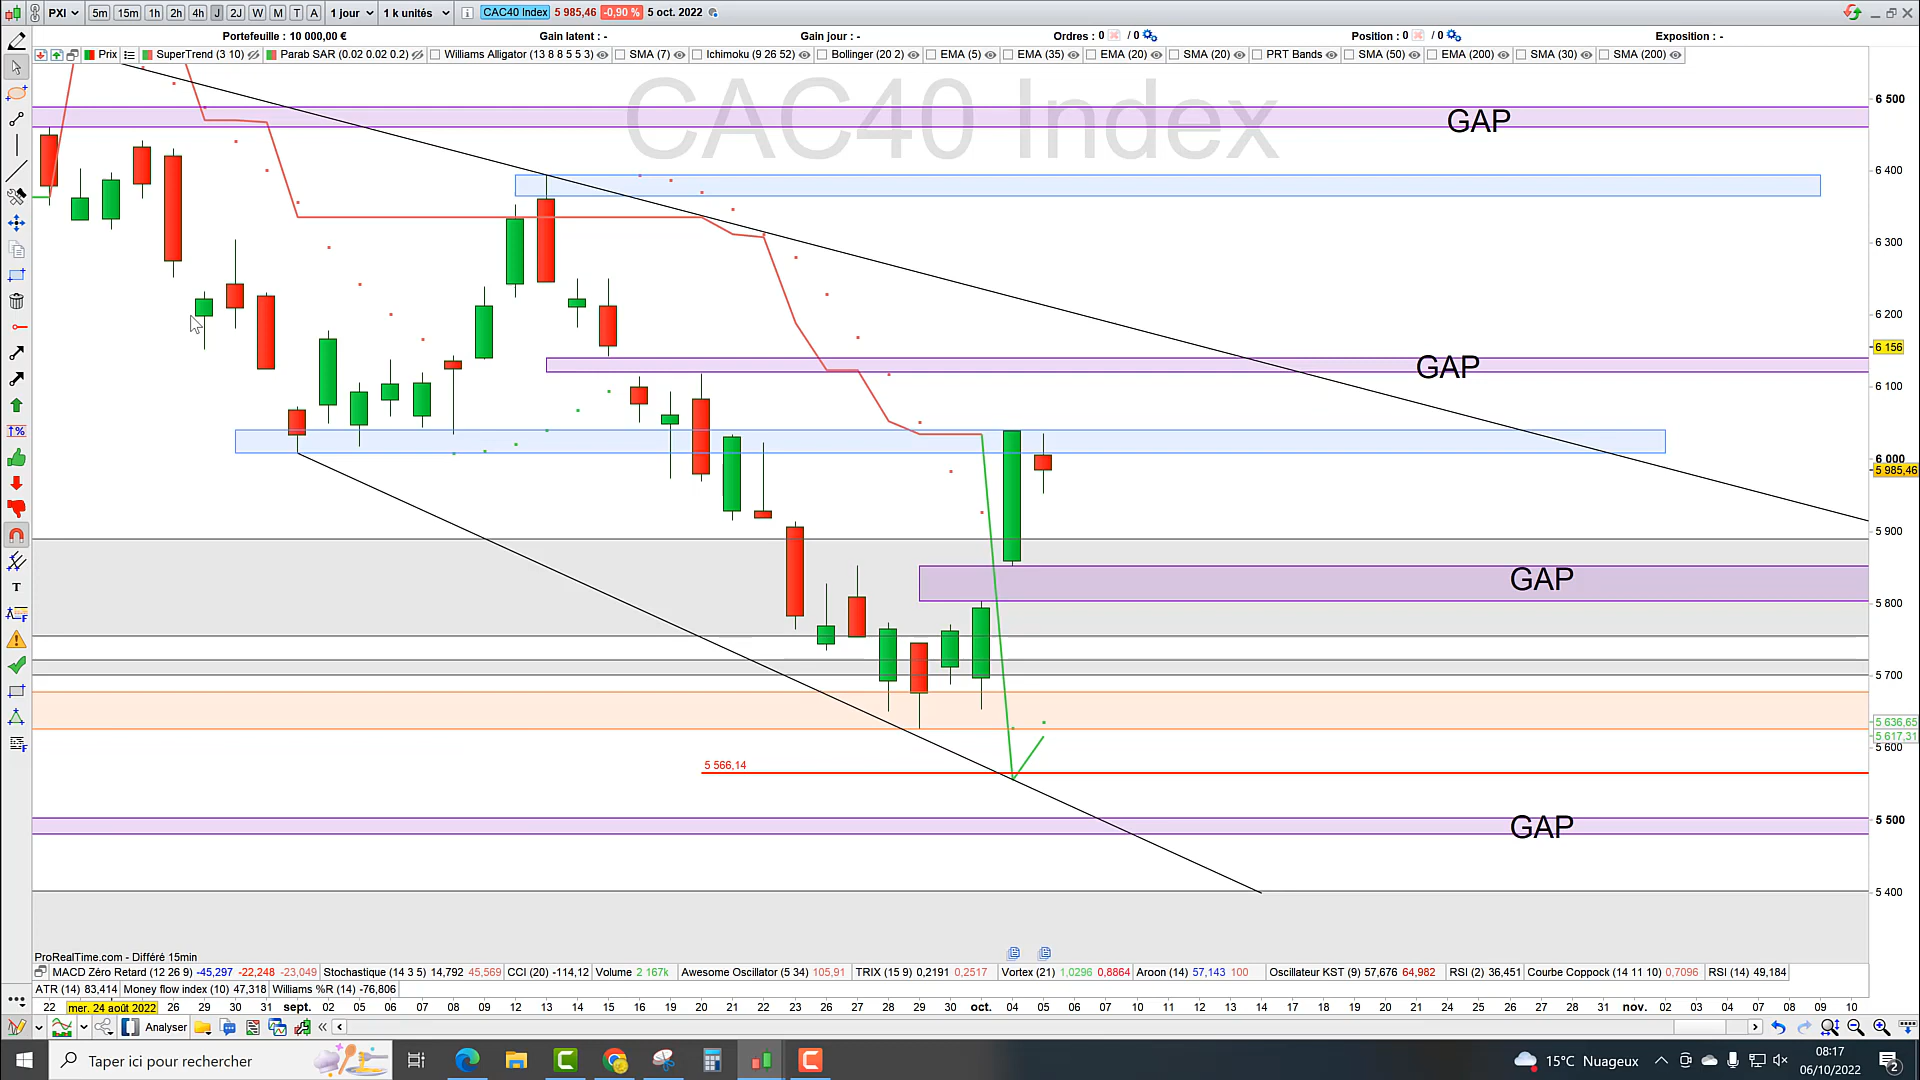 PXI 5m 15m 1h 2h 4h J 2J W M T A 1 jour 1 k unités CAC40 Index 5 985,46 -0,90 % 5 oct. 2022
Portefeuille : 10 000,00 € Gain latent : - Gain jour : - Ordres : 0 / 0 Position : 0 / 0 Exposition : -
Prix SuperTrend (3 10) Parab SAR (0.02 0.02 0.2) Williams Alligator (13 8 8 5 5 3) SMA (7) Ichimoku (9 26 52) Bollinger (20 2) EMA (5) EMA (35) EMA (20) SMA (20) PRT Bands SMA (50) EMA (200) SMA (30) SMA (200)
CAC40 Index
6 500
GAP
6 400
6 300
6 200
6 156
GAP
6 100
6 000
5 985,46
5 900
GAP
5 800
5 700
5 636,65
5 617,31
5 600
5 566,14
5 500
GAP
5 400
ProRealTime.com - Différé 15min
MACD Zéro Retard (12 26 9) -45,297 -22,248 -23,049 Stochastique (14 3 5) 14,792 45,569 CCI (20) -114,12 Volume 2 167k Awesome Oscillator (5 34) 105,91 TRIX (15 9) 0,2191 0,2517 Vortex (21) 1,0296 0,8864 Aroon (14) 57,143 100 Oscillateur KST (9) 57,676 64,982 RSI (2) 36,451 Courbe Coppock (14 11 10) 0,7096 RSI (14) 49,184
ATR (14) 83,414 Money flow index (10) 47,318 Williams %R (14) -76,806
22 mer. 24 août 2022 26 29 30 31 sept. 02 05 06 07 08 09 12 13 14 15 16 19 20 21 22 23 26 27 28 29 30 oct. 04 05 06 07 10 11 12 13 14 17 18 19 20 21 24 25 26 27 28 31 nov. 02 03 04 07 08 09 10
Analyser
Taper ici pour rechercher
15°C Nuageux
08:17
06/10/2022
2